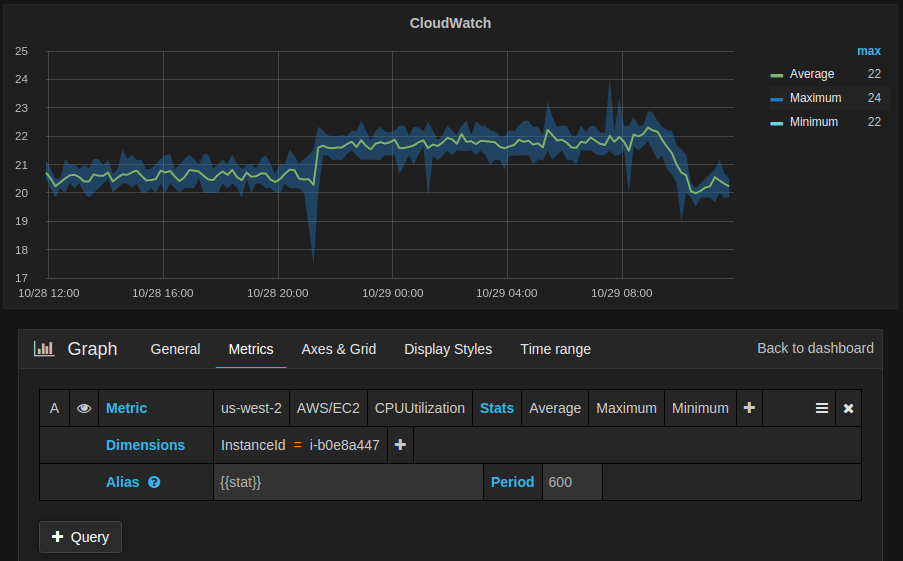 CloudWatch
25
24
23
22
21
20
19
18
17
10/28 12:00 10/28 16:00 10/28 20:00 10/29 00:00 10/29 04:00 10/29 08:00
max
Average 22
Maximum 24
Minimum 22
Graph General Metrics Axes & Grid Display Styles Time range Back to dashboard
A Metric us-west-2 AWS/EC2 CPUUtilization Stats Average Maximum Minimum
Dimensions InstanceId = i-b0e8a447
Alias {{stat}} Period 600
Query